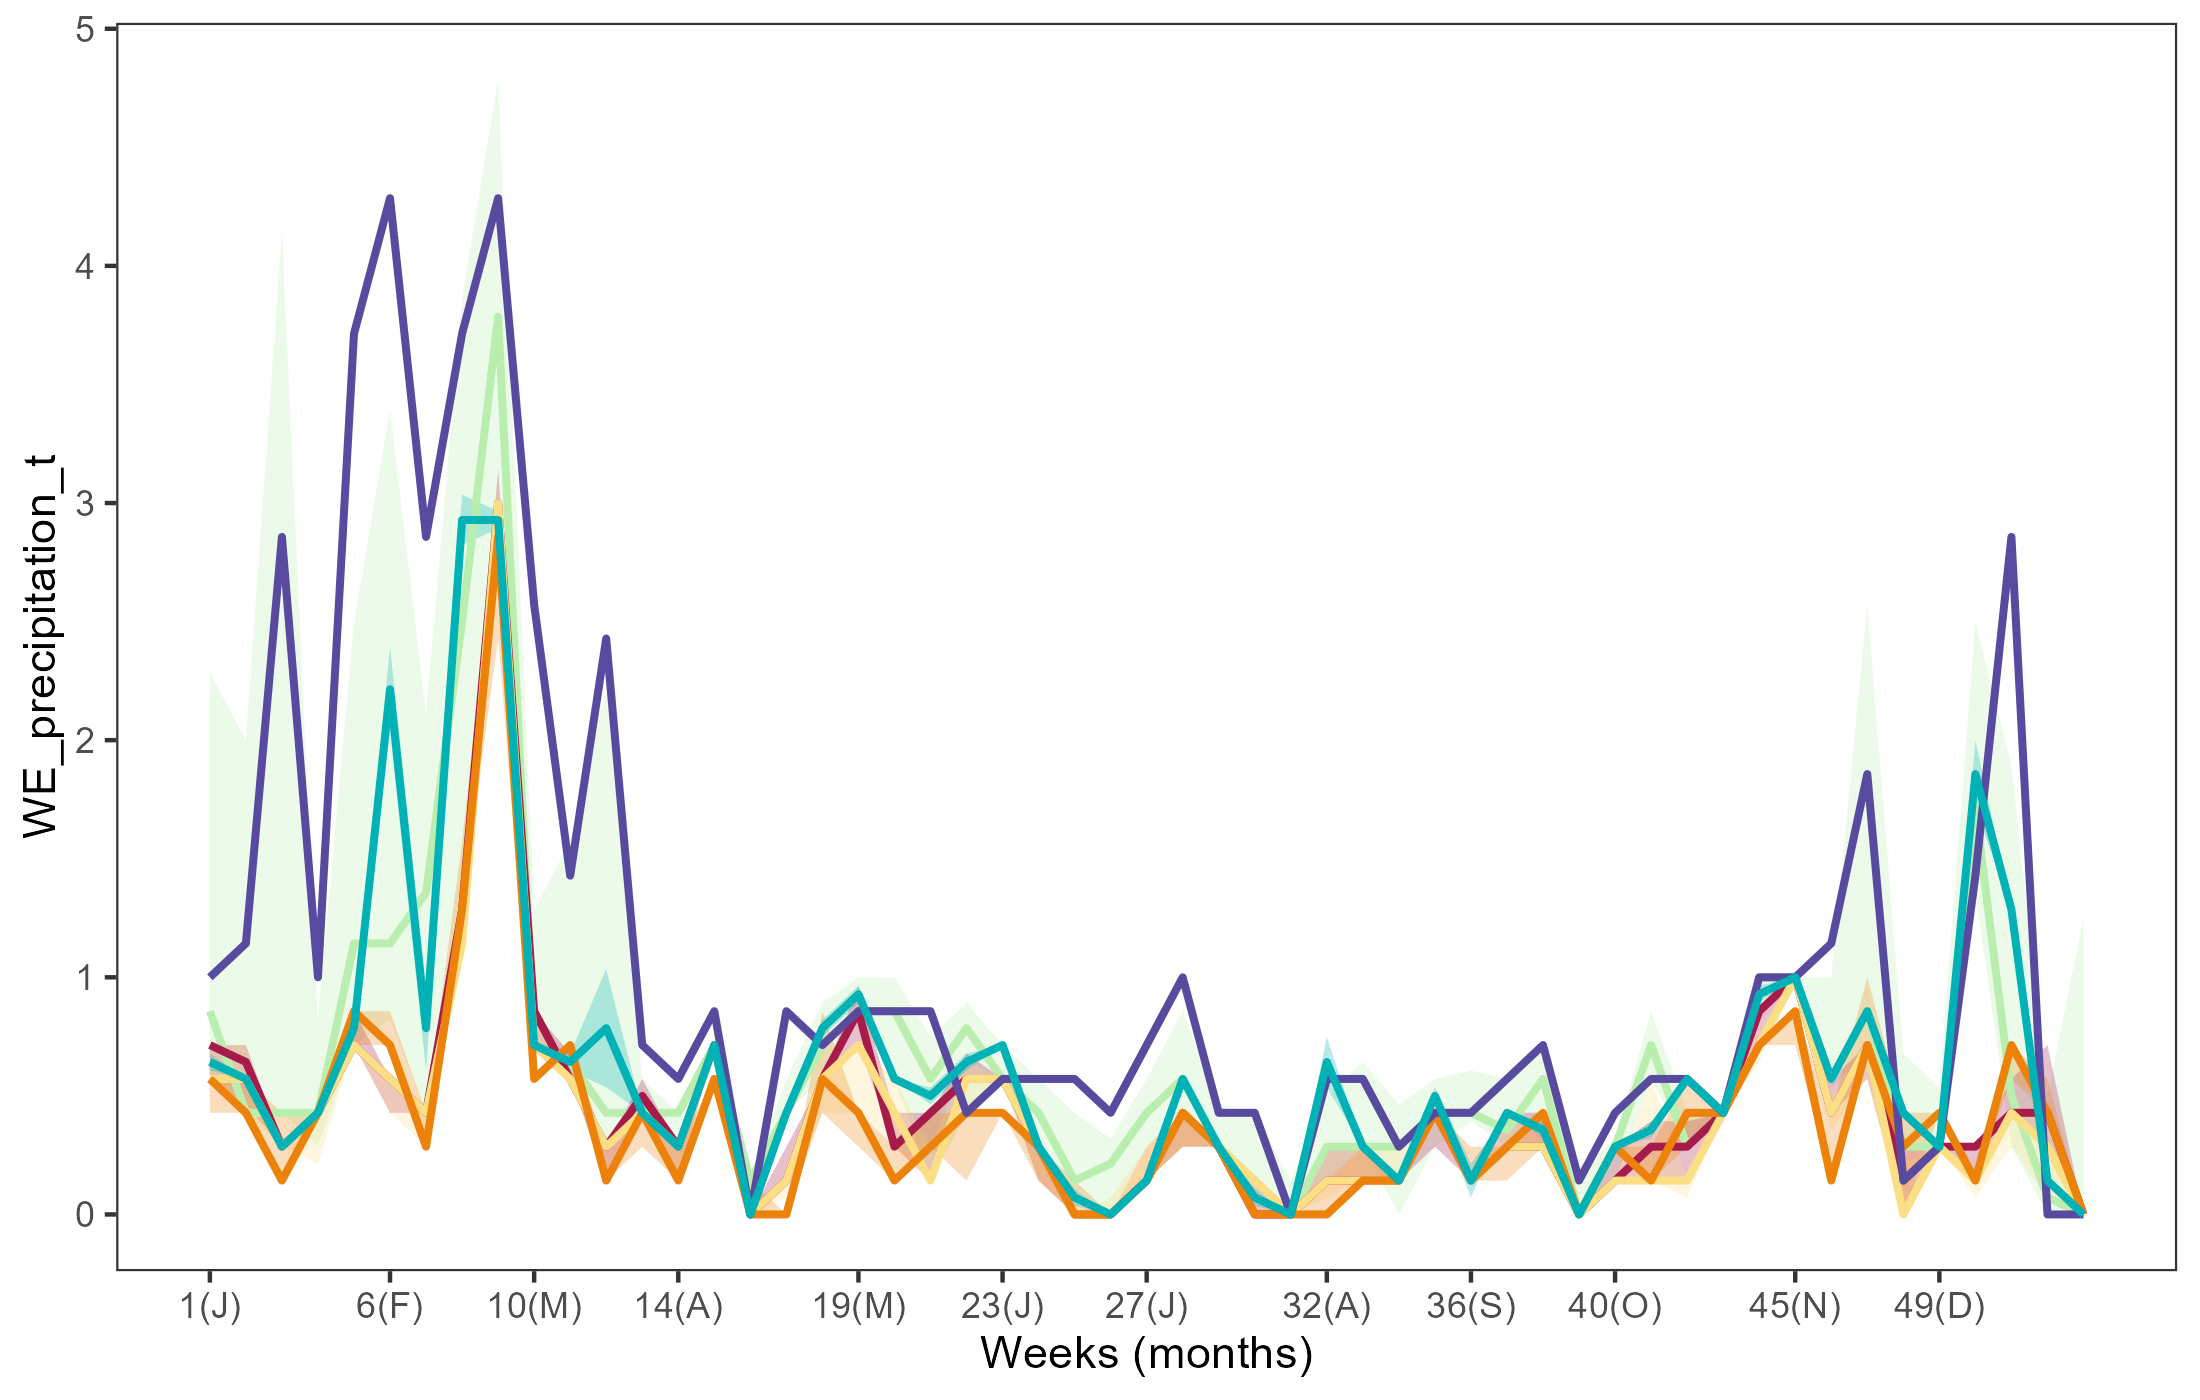 5
4
3
2
1
0
WE_precipitation_t
1(J) 6(F) 10(M) 14(A) 19(M) 23(J) 27(J) 32(A) 36(S) 40(O) 45(N) 49(D)
Weeks (months)